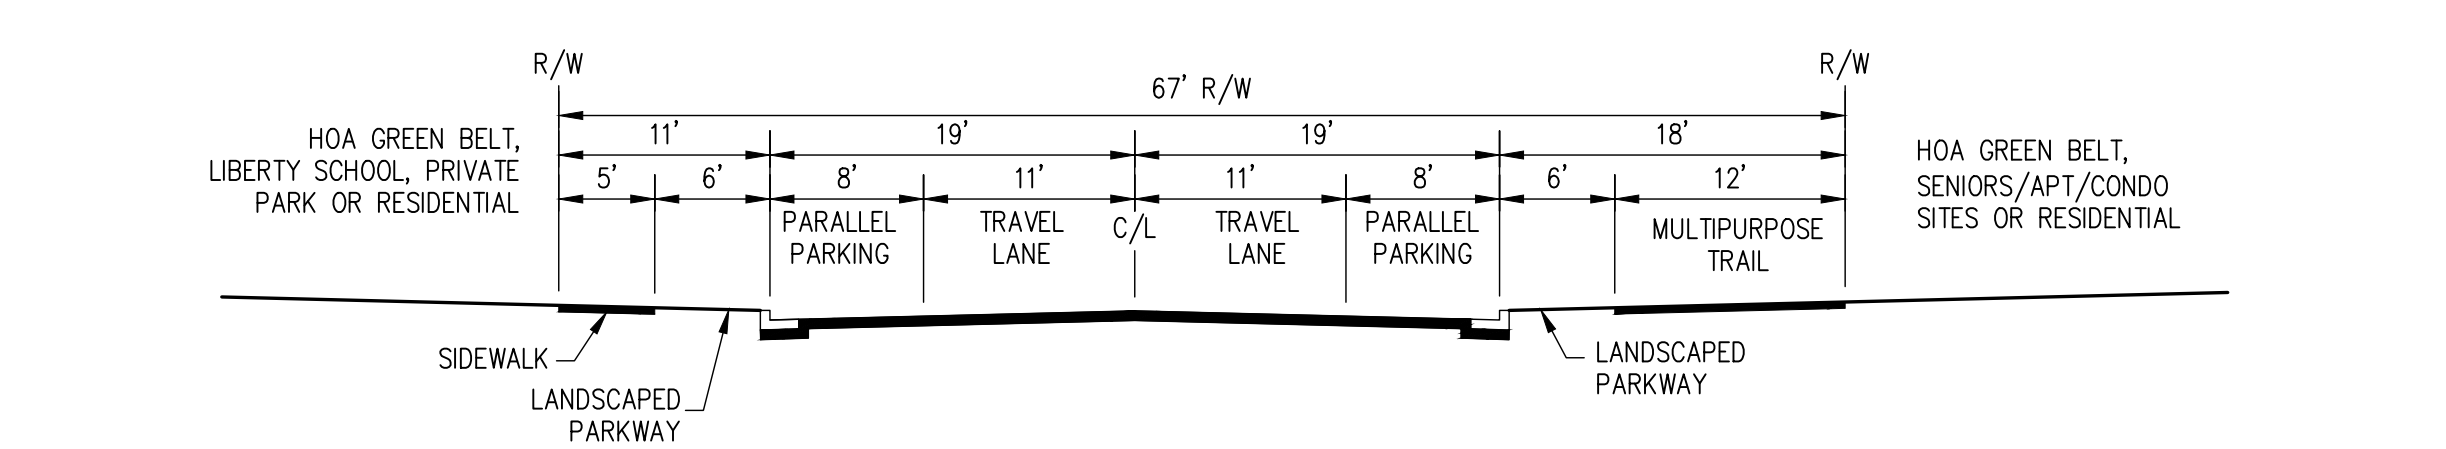 R/W
R/W
67' R/W
HOA GREEN BELT,
LIBERTY SCHOOL, PRIVATE
PARK OR RESIDENTIAL
11'
19'
19'
18'
HOA GREEN BELT,
SENIORS/APT/CONDO
SITES OR RESIDENTIAL
5'
6'
8'
11'
11'
8'
6'
12'
PARALLEL
PARKING
TRAVEL
LANE
C/L
TRAVEL
LANE
PARALLEL
PARKING
MULTIPURPOSE
TRAIL
SIDEWALK
LANDSCAPED
PARKWAY
LANDSCAPED
PARKWAY